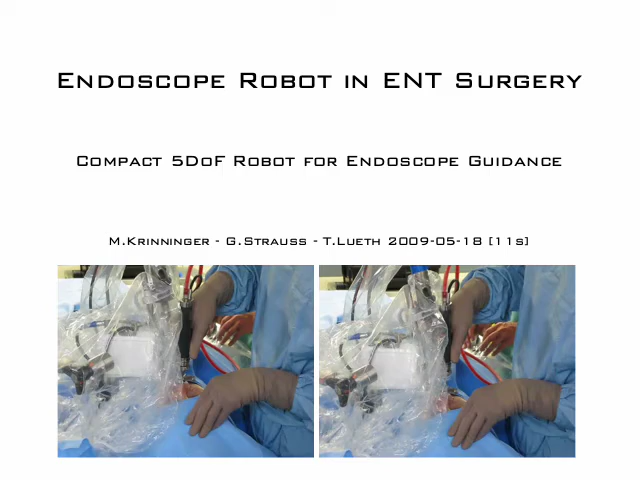 Endoscope Robot in ENT Surgery
Compact 5DoF Robot for Endoscope Guidance
M.Krinninger - G.Strauss - T.Lueth 2009-05-18 [11s]